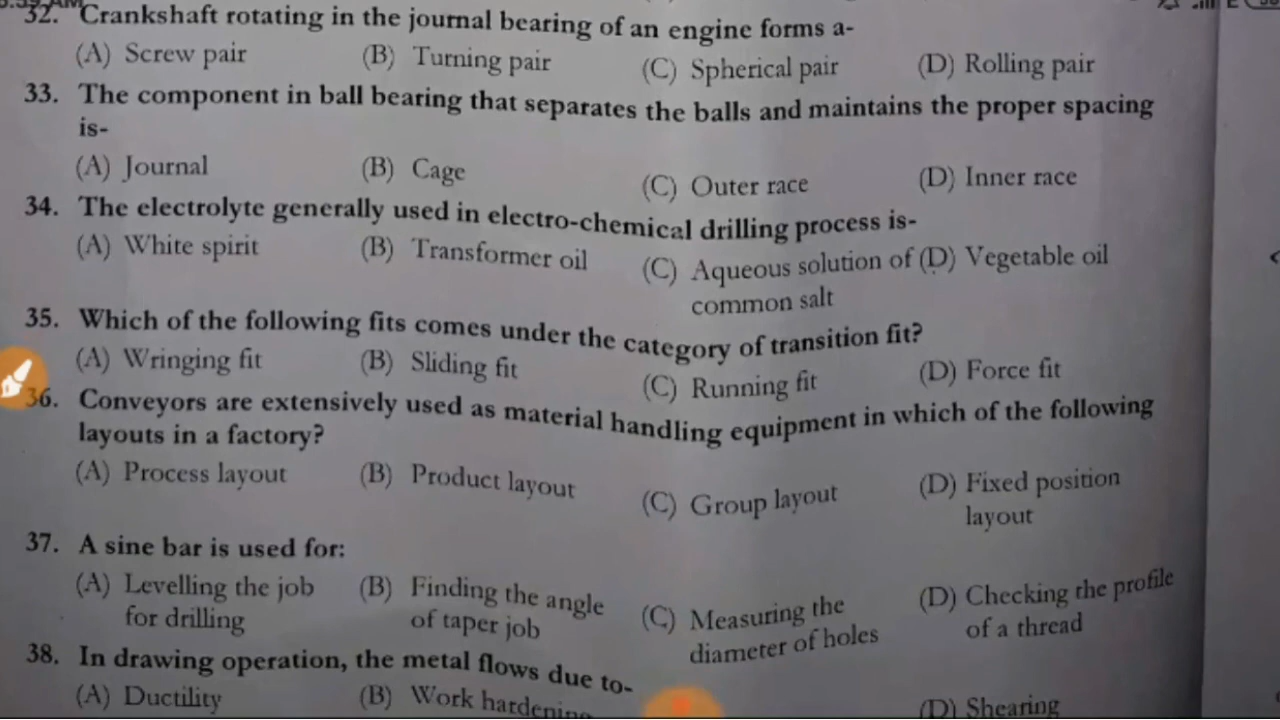 32. Crankshaft rotating in the journal bearing of an engine forms a-
(A) Screw pair (B) Turning pair (C) Spherical pair (D) Rolling pair
33. The component in ball bearing that separates the balls and maintains the proper spacing
is-
(A) Journal (B) Cage (C) Outer race (D) Inner race
34. The electrolyte generally used in electro-chemical drilling process is-
(A) White spirit (B) Transformer oil (C) Aqueous solution of (D) Vegetable oil
common salt
35. Which of the following fits comes under the category of transition fit?
(A) Wringing fit (B) Sliding fit (C) Running fit (D) Force fit
36. Conveyors are extensively used as material handling equipment in which of the following
layouts in a factory?
(A) Process layout (B) Product layout (C) Group layout (D) Fixed position
layout
37. A sine bar is used for:
(A) Levelling the job (B) Finding the angle (C) Measuring the (D) Checking the profile
for drilling of taper job diameter of holes of a thread
38. In drawing operation, the metal flows due to-
(A) Ductility (B) Work hardening (D) Shearing